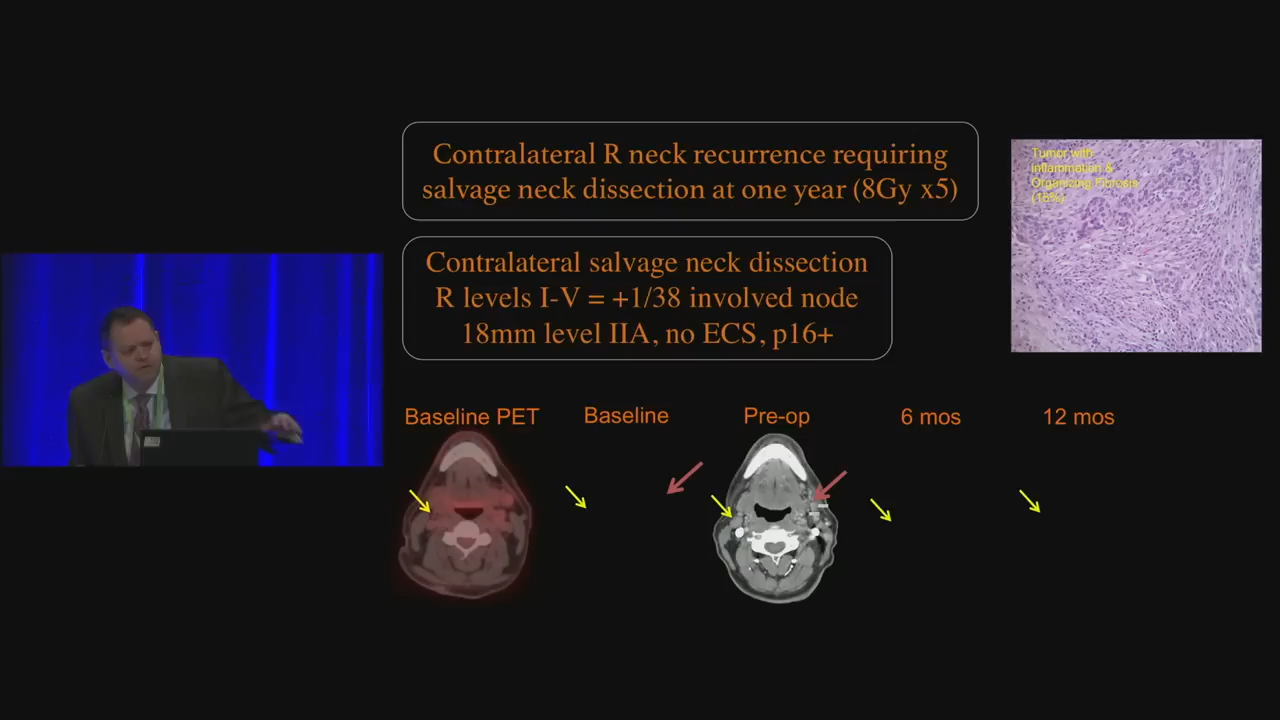 Contralateral R neck recurrence requiring
salvage neck dissection at one year (8Gy x5)
Tumor with
inflammation &
Organizing Fibrosis
(16%)
Contralateral salvage neck dissection
R levels I-V = +1/38 involved node
18mm level IIA, no ECS, p16+
Baseline PET
Baseline
Pre-op
6 mos
12 mos